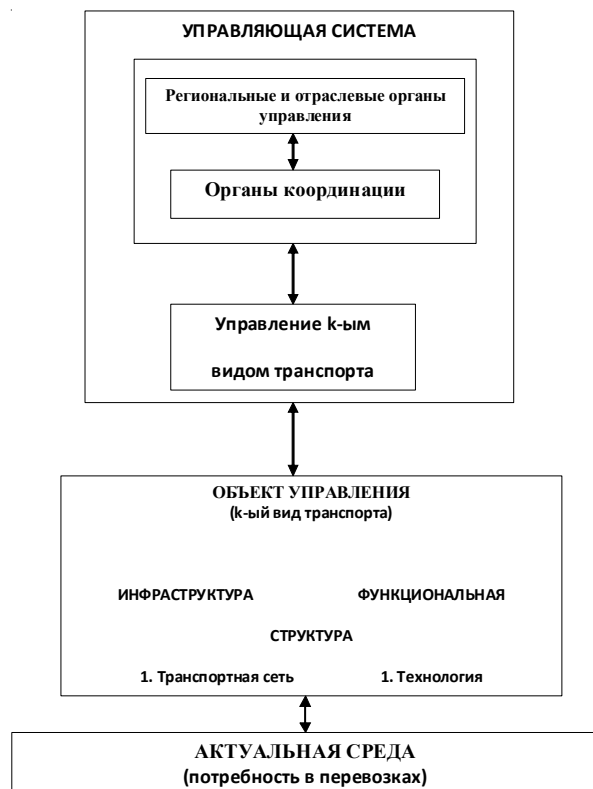 УПРАВЛЯЮЩАЯ СИСТЕМА
Региональные и отраслевые органы
управления
Органы координации
Управление k-ым
видом транспорта
ОБЪЕКТ УПРАВЛЕНИЯ
(k-ый вид транспорта)
ИНФРАСТРУКТУРА ФУНКЦИОНАЛЬНАЯ
СТРУКТУРА
1. Транспортная сеть 1. Технология
АКТУАЛЬНАЯ СРЕДА
(потребность в перевозках)